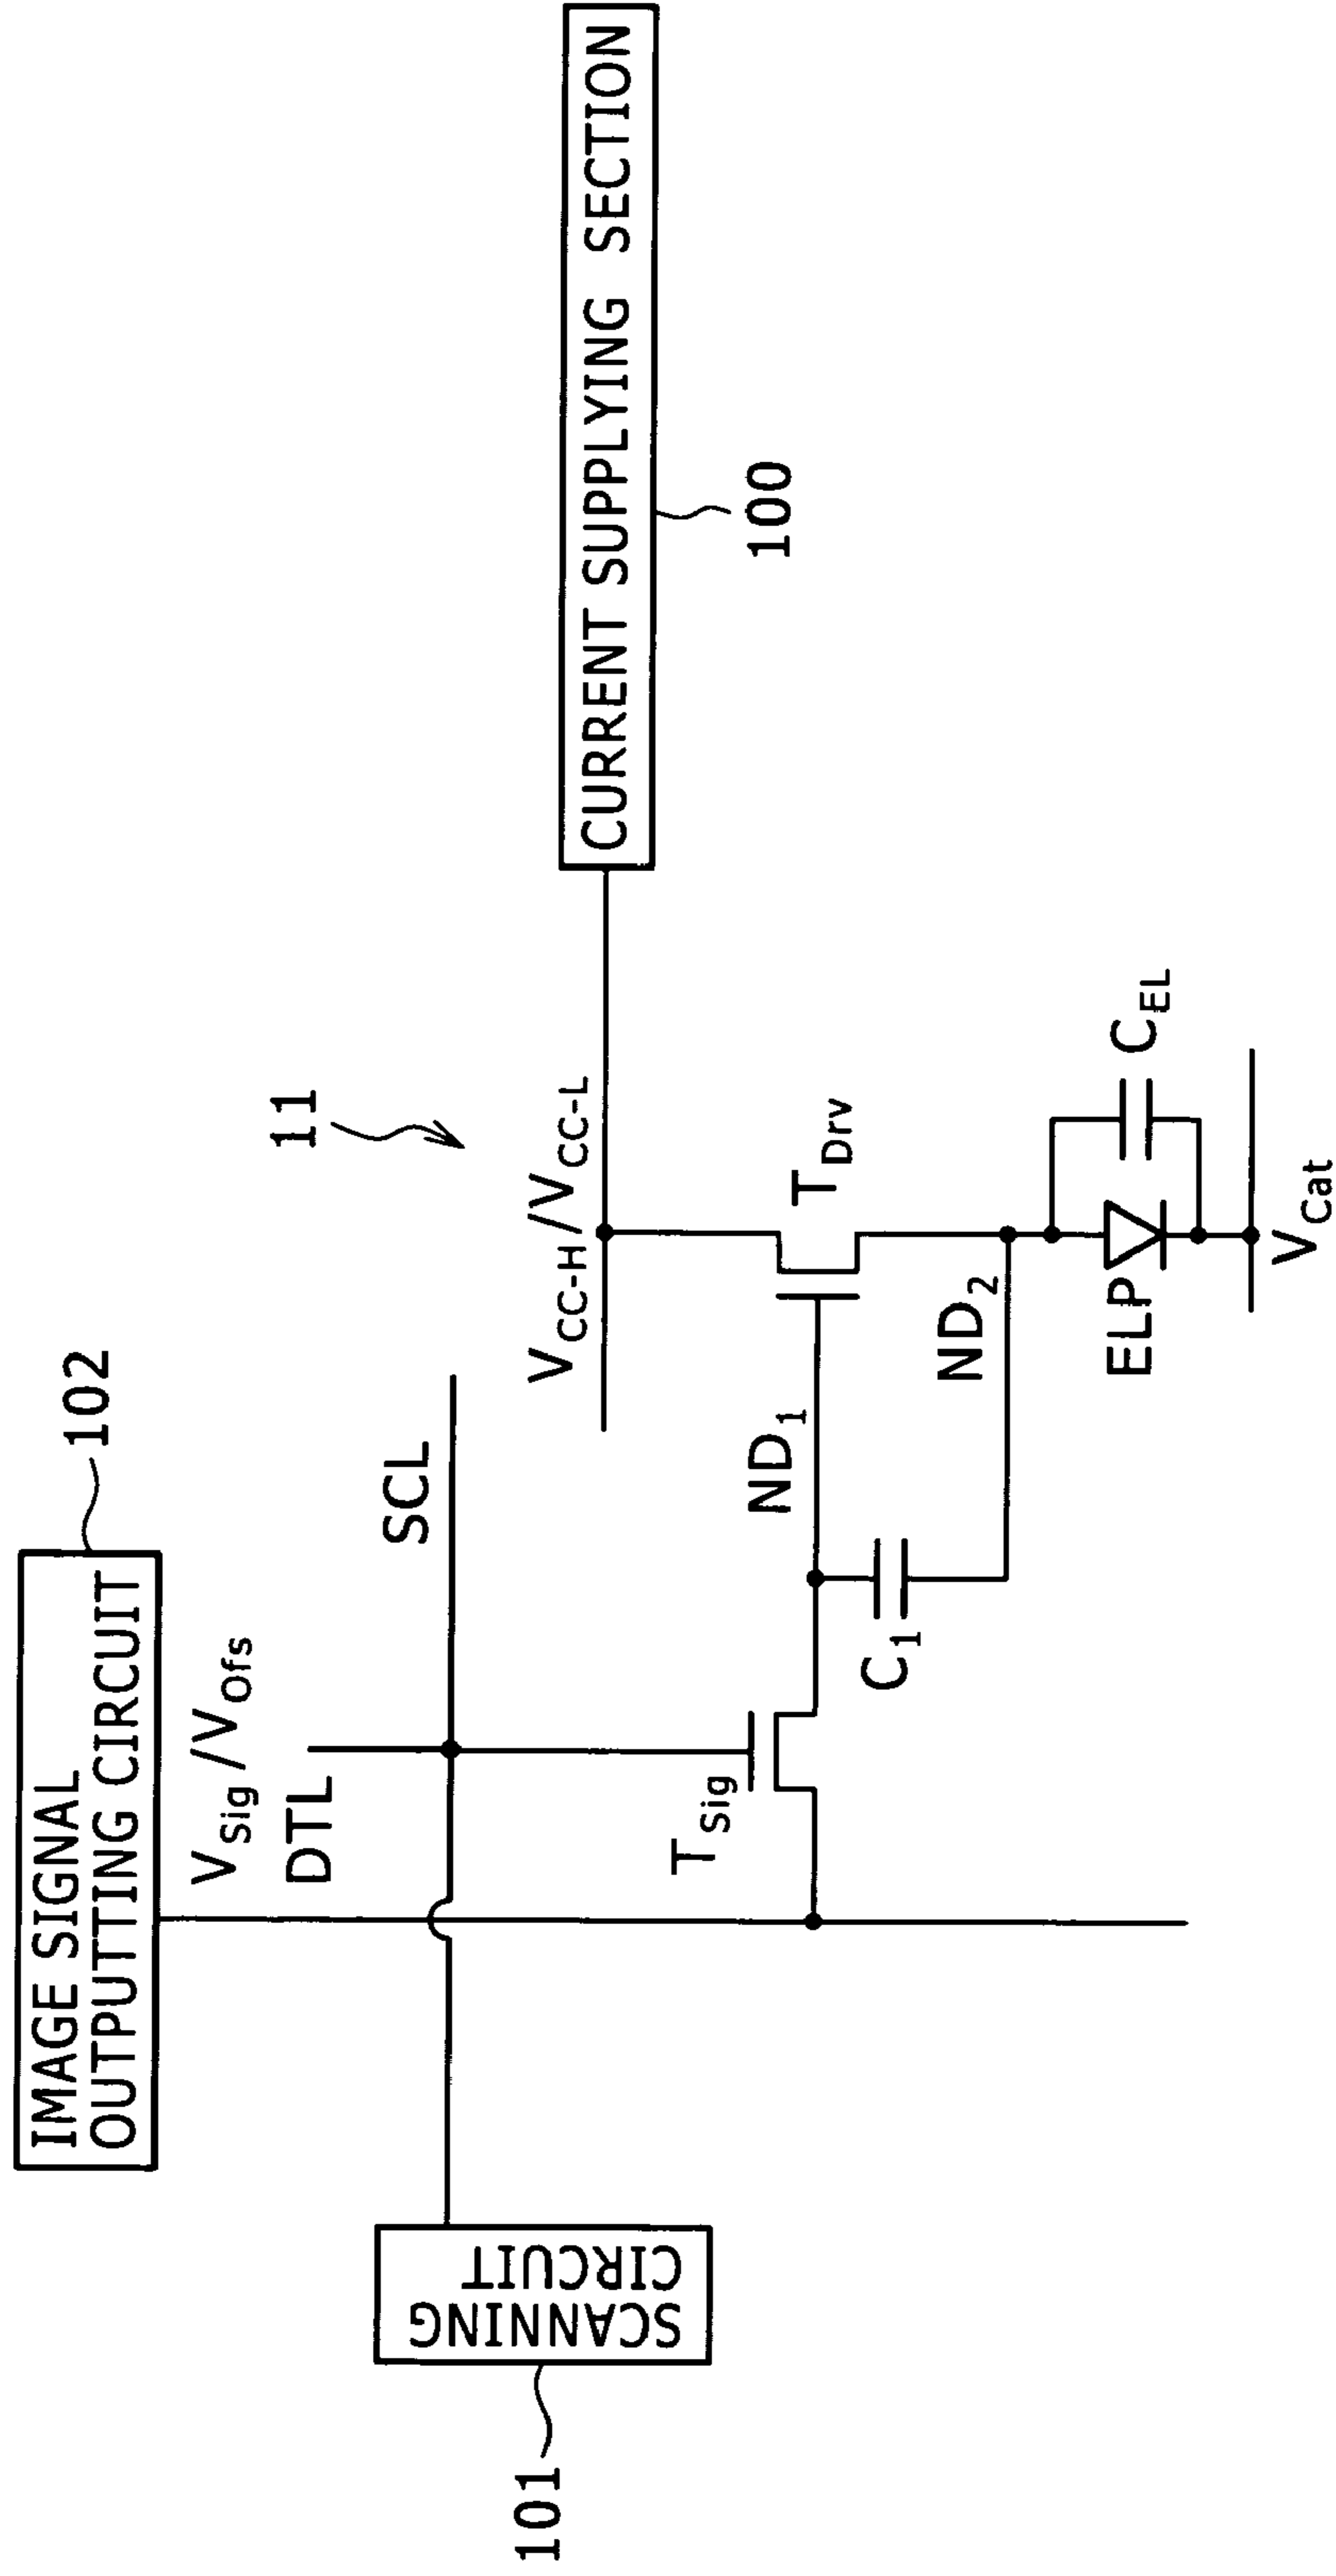 IMAGE SIGNAL
OUTPUTTING CIRCUIT
102
V_Sig/V_Ofs
DTL
SCL
11
V_CC-H/V_CC-L
CURRENT SUPPLYING SECTION
100
SCANNING
CIRCUIT
101
T_Sig
ND_1
T_Drv
C_1
ND_2
ELP
C_EL
V_Cat